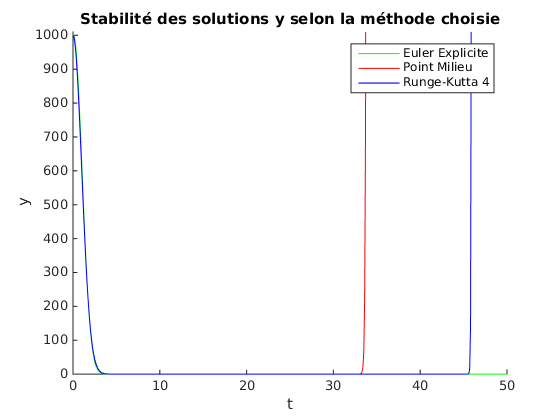 Stabilité des solutions y selon la méthode choisie
1000
900
800
700
600
500
400
300
200
100
0
y
Euler Explicite
Point Milieu
Runge-Kutta 4
0 10 20 30 40 50
t